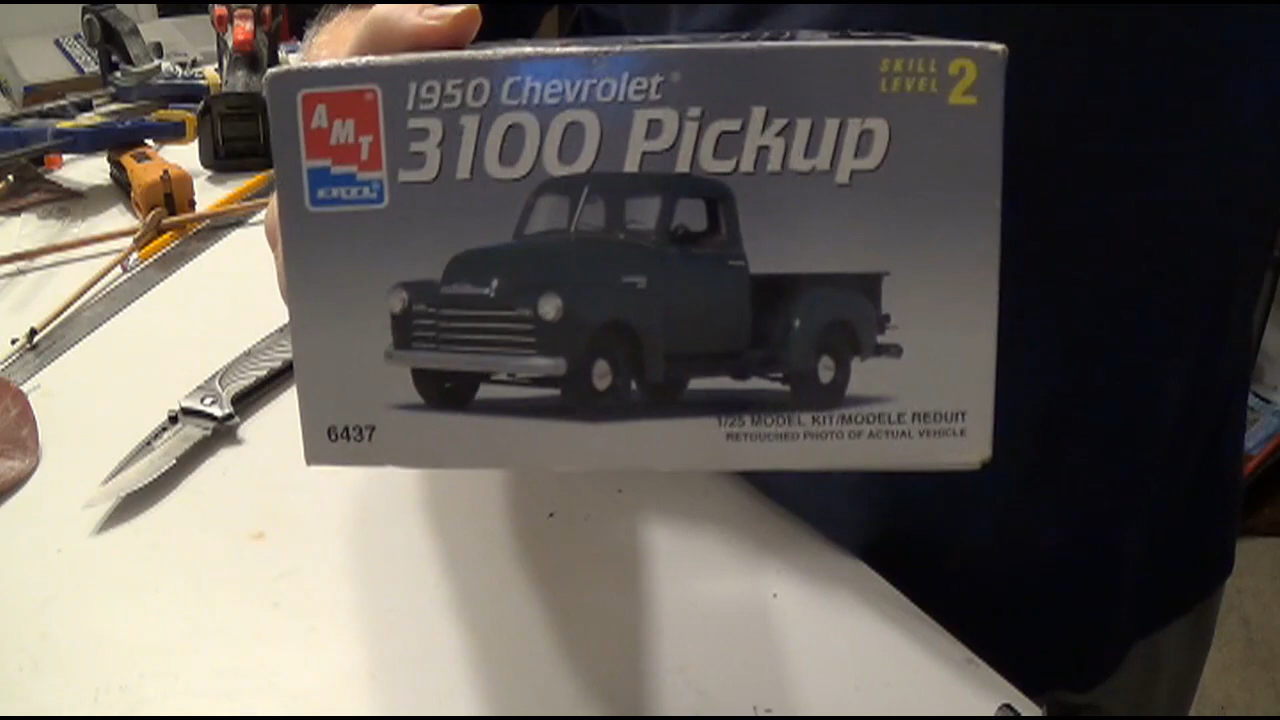 1950 Chevrolet®
3100 Pickup
SKILL
LEVEL 2
AMT
ERTL®
6437
1/25 MODEL KIT/MODELE REDUIT
RETOUCHED PHOTO OF ACTUAL VEHICLE